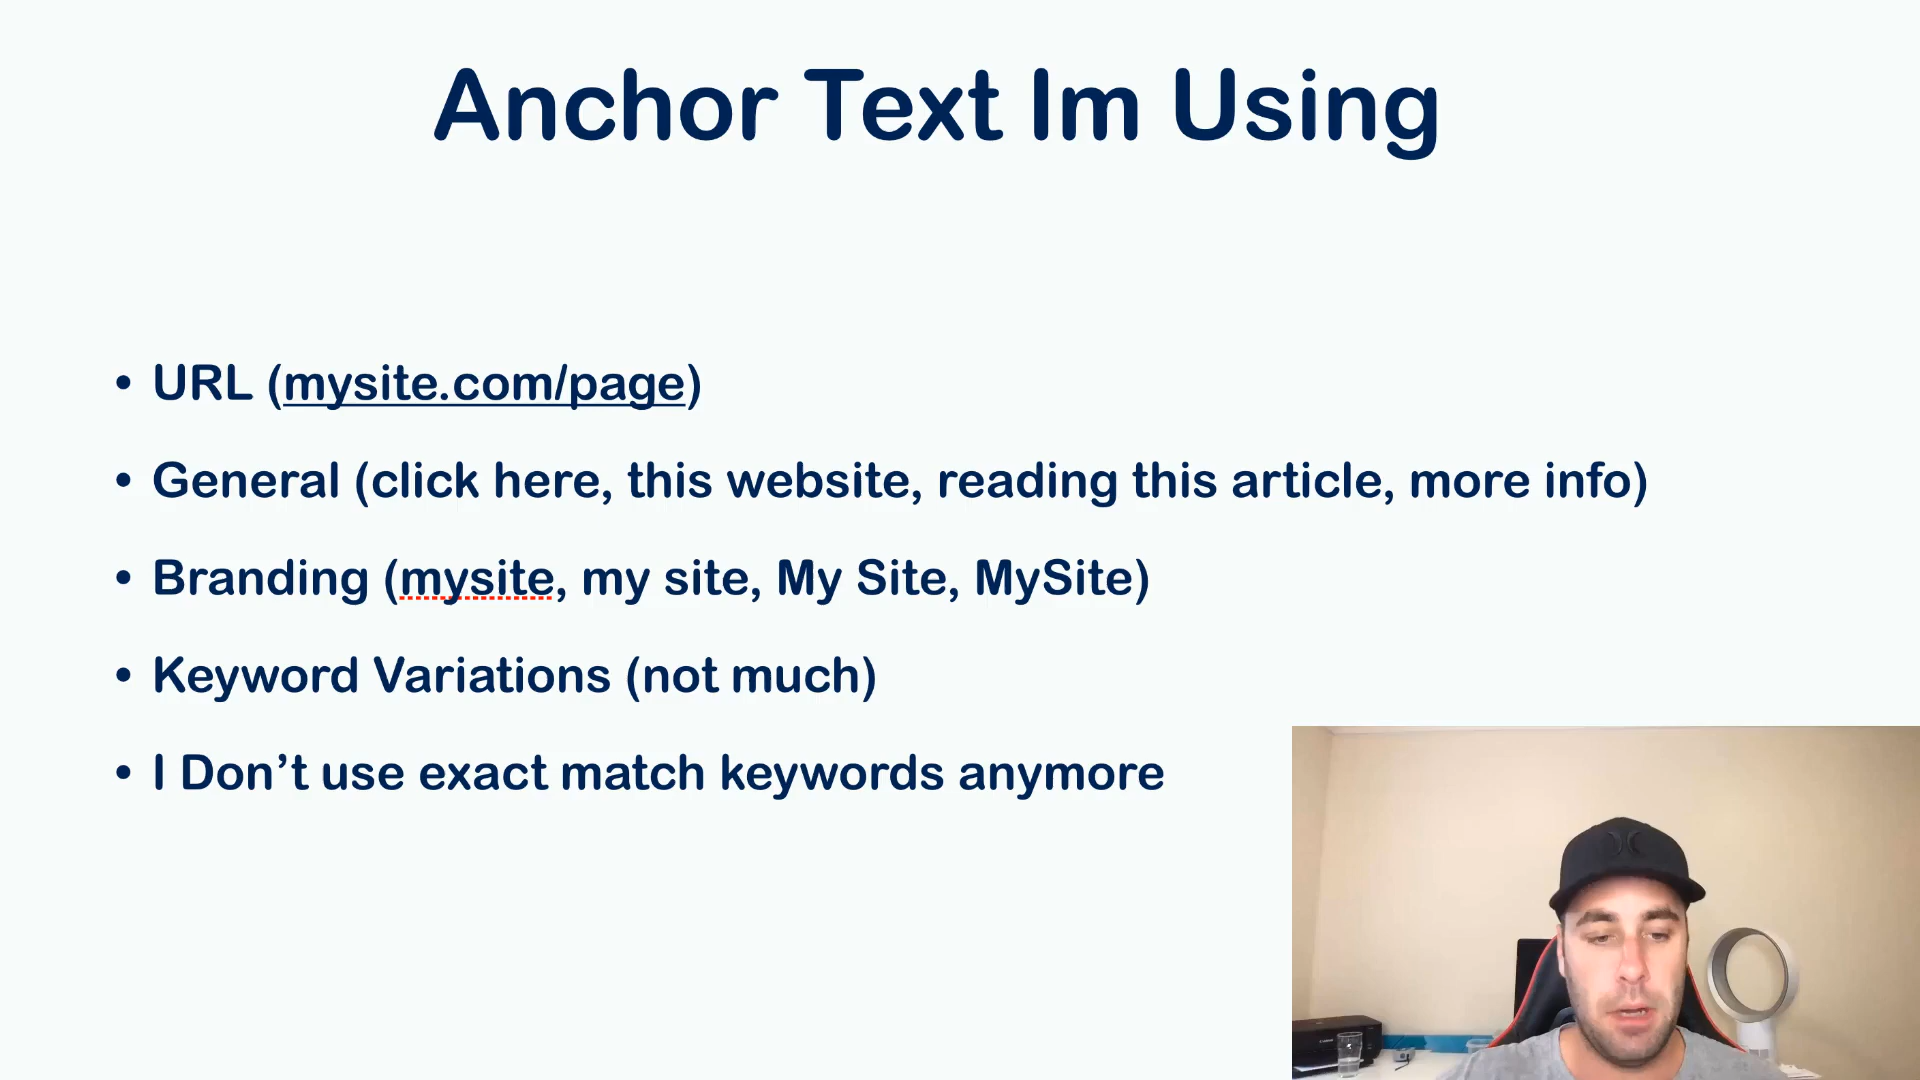 Anchor Text Im Using
• URL (mysite.com/page)
• General (click here, this website, reading this article, more info)
• Branding (mysite, my site, My Site, MySite)
• Keyword Variations (not much)
• I Don’t use exact match keywords anymore